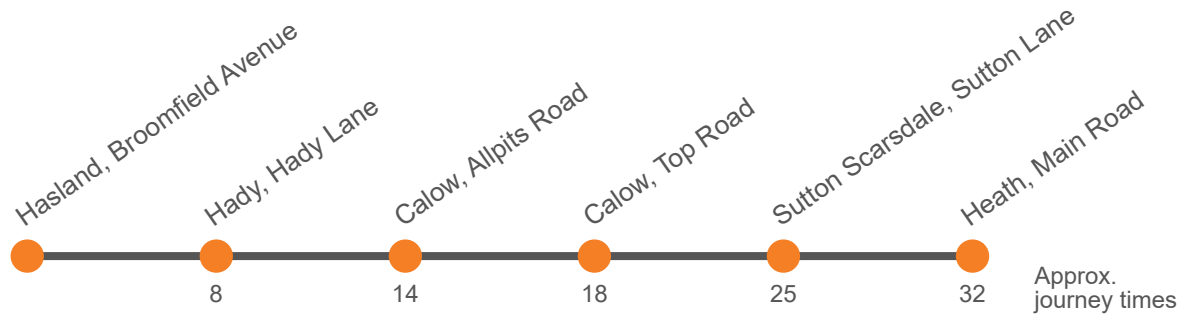 Hasland, Broomfield Avenue
Hady, Hady Lane
Calow, Allpits Road
Calow, Top Road
Sutton Scarsdale, Sutton Lane
Heath, Main Road
8
14
18
25
32
Approx.
journey times